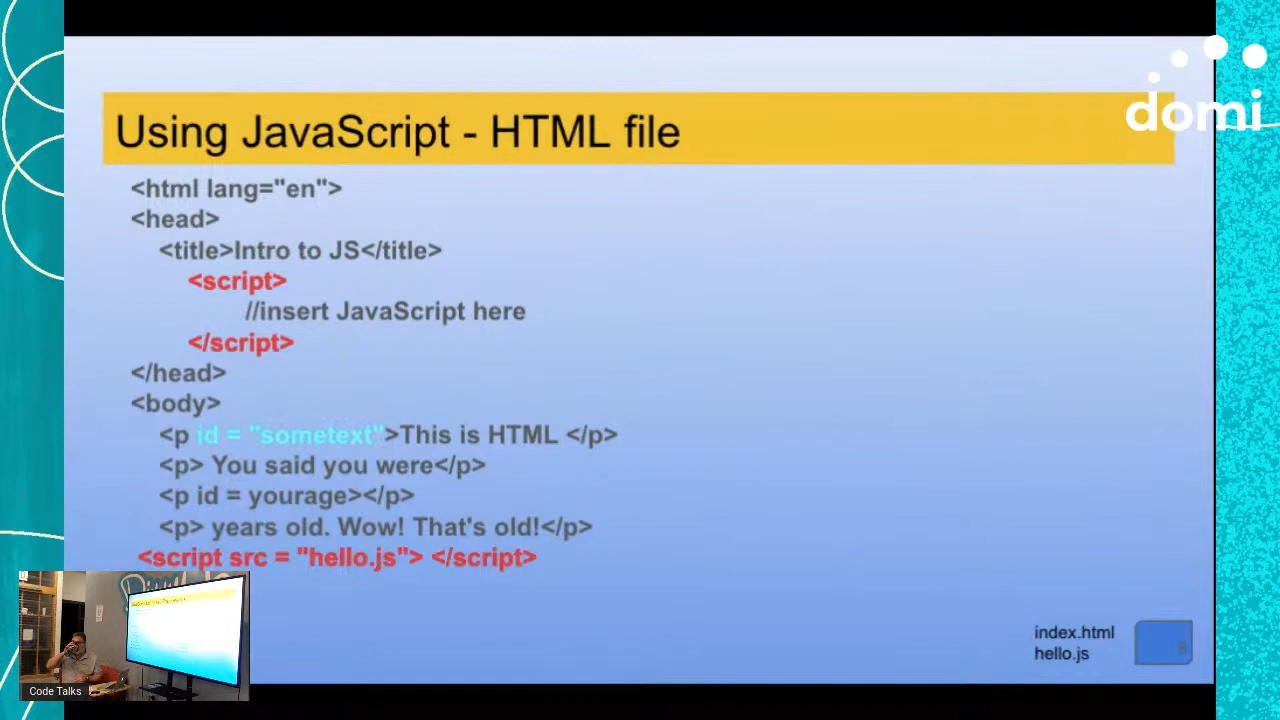 domi
Using JavaScript - HTML file
<html lang="en">
<head>
<title>Intro to JS</title>
<script>
//insert JavaScript here
</script>
</head>
<body>
<p id = "sometext">This is HTML </p>
<p> You said you were</p>
<p id = yourage></p>
<p> years old. Wow! That's old!</p>
<script src = "hello.js"> </script>
index.html
hello.js
Code Talks